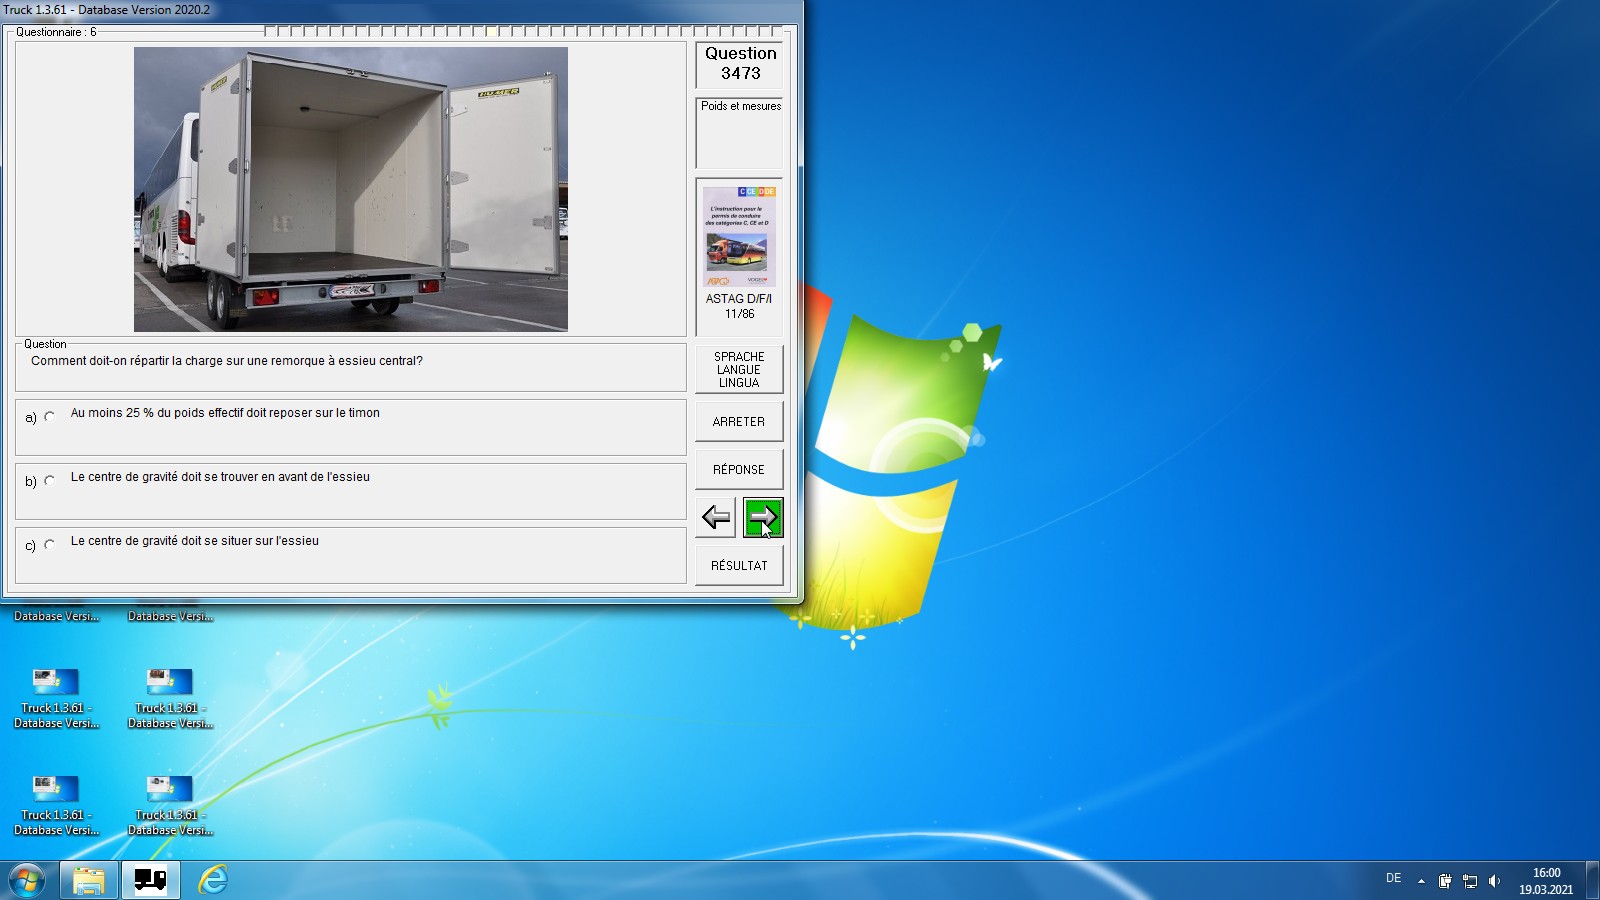 Truck 1.3.61 - Database Version 2020.2
Questionnaire : 6
Question
3473
Poids et mesures
C CE D DE
L'instruction pour le
permis de conduire
des catégories C, CE et D
ASTAG D/F/I
11/86
Question
Comment doit-on répartir la charge sur une remorque à essieu central?
a) Au moins 25 % du poids effectif doit reposer sur le timon
b) Le centre de gravité doit se trouver en avant de l'essieu
c) Le centre de gravité doit se situer sur l'essieu
SPRACHE
LANGUE
LINGUA
ARRETER
RÉPONSE
RÉSULTAT
Database Versi...
Database Versi...
Truck 1.3.61 -
Database Versi...
Truck 1.3.61 -
Database Versi...
Truck 1.3.61 -
Database Versi...
Truck 1.3.61 -
Database Versi...
DE
16:00
19.03.2021